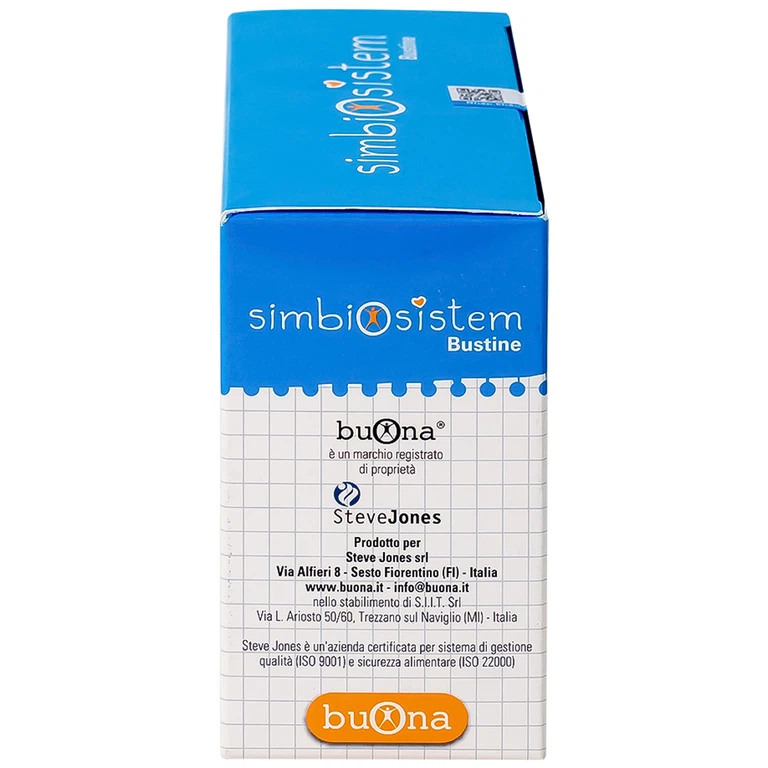 simbiOsistem
Bustine
simbiOsistem
Bustine
buOna®
è un marchio registrato
di proprietà
SteveJones
Prodotto per
Steve Jones srl
Via Alfieri 8 - Sesto Fiorentino (FI) - Italia
www.buona.it - info@buona.it
nello stabilimento di S.I.I.T. Srl
Via L. Ariosto 50/60, Trezzano sul Naviglio (MI) - Italia
Steve Jones è un'azienda certificata per sistema di gestione
qualità (ISO 9001) e sicurezza alimentare (ISO 22000)
buOna